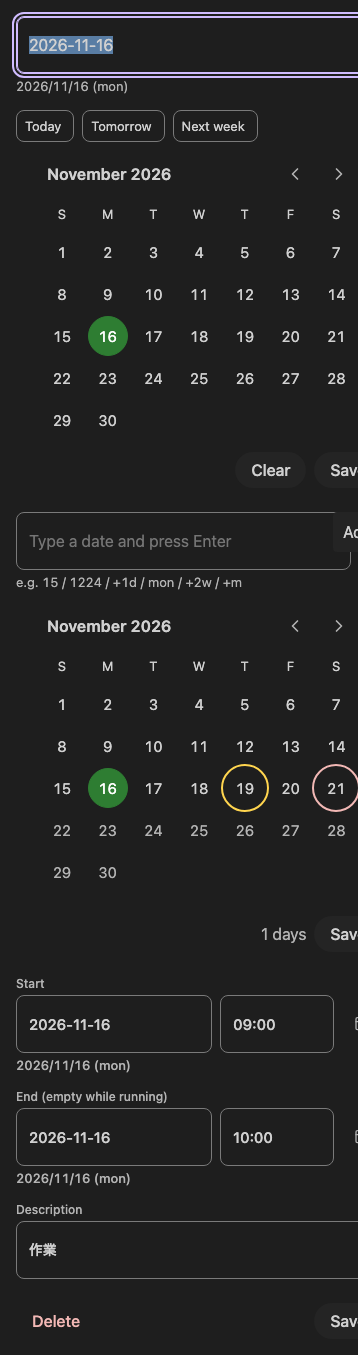 2026-11-16
2026/11/16 (mon)
Today Tomorrow Next week
November 2026
S M T W T F S
1 2 3 4 5 6 7
8 9 10 11 12 13 14
15 16 17 18 19 20 21
22 23 24 25 26 27 28
29 30
Clear
Type a date and press Enter
e.g. 15 / 1224 / +1d / mon / +2w / +m
November 2026
S M T W T F S
1 2 3 4 5 6 7
8 9 10 11 12 13 14
15 16 17 18 19 20 21
22 23 24 25 26 27 28
29 30
1 days
Start
2026-11-16 09:00
2026/11/16 (mon)
End (empty while running)
2026-11-16 10:00
2026/11/16 (mon)
Description
作業
Delete